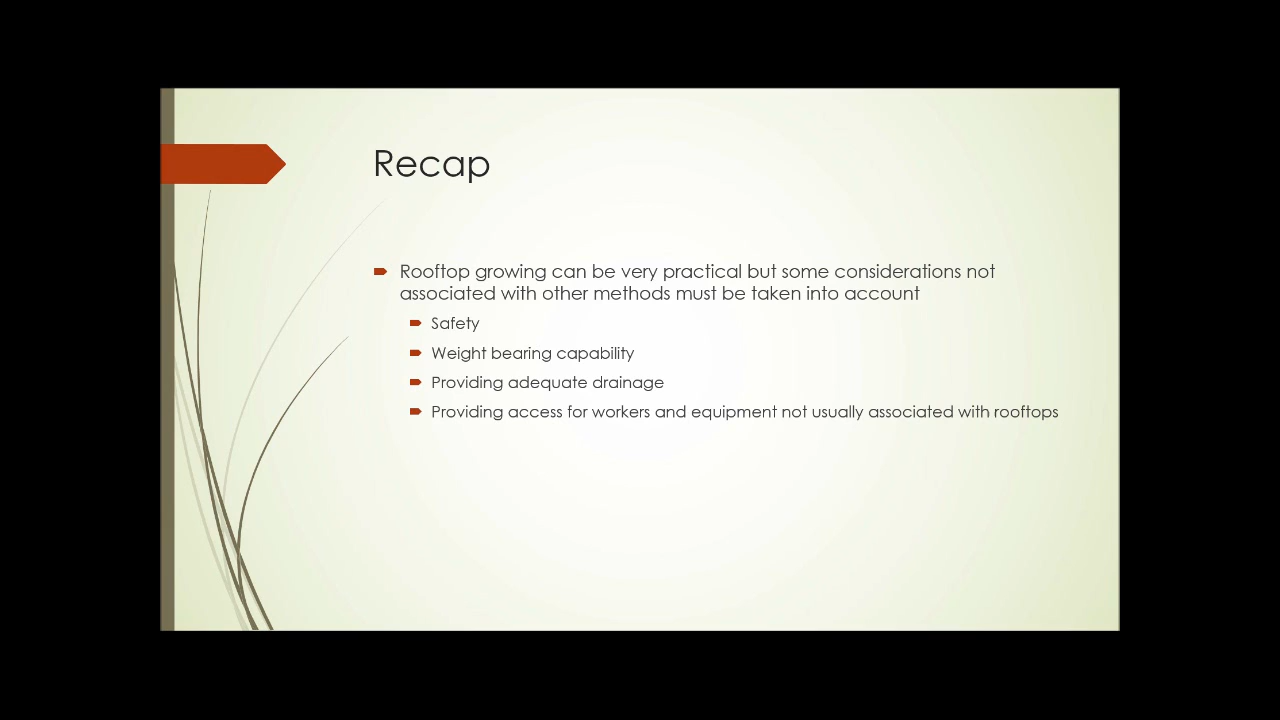 Recap
Rooftop growing can be very practical but some considerations not
associated with other methods must be taken into account
Safety
Weight bearing capability
Providing adequate drainage
Providing access for workers and equipment not usually associated with rooftops